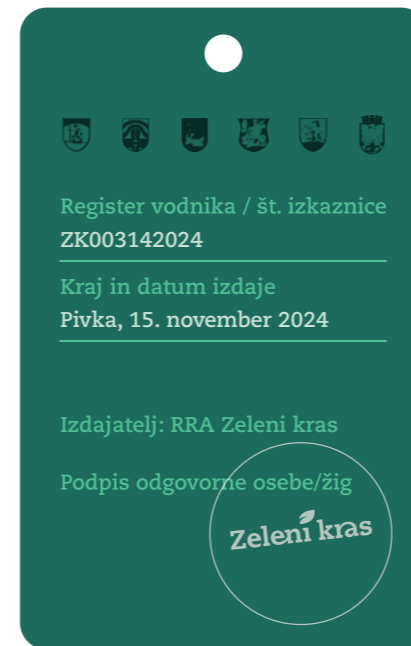 Register vodnika / št. izkaznice
ZK003142024
Kraj in datum izdaje
Pivka, 15. november 2024
Izdajatelj: RRA Zeleni kras
Podpis odgovorne osebe/žig
Zeleni kras